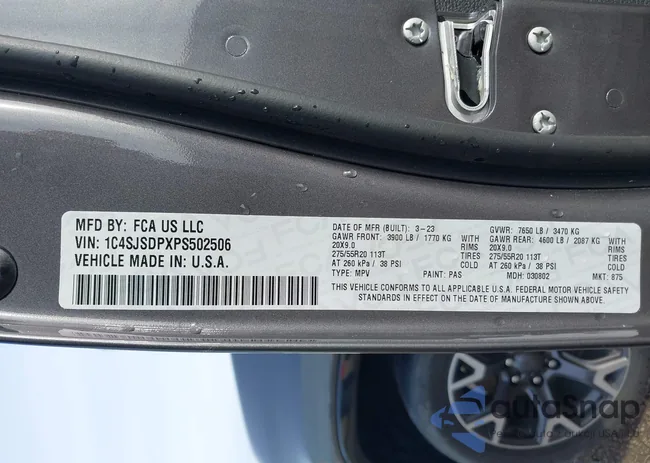 MFD BY: FCA US LLC
VIN: 1C4SJSDPXPS502506
VEHICLE MADE IN: U.S.A.
DATE OF MFR (BUILT): 3-23
GAWR FRONT: 3900 LB / 1770 KG WITH
20X9.0 RIMS
275/55R20 113T TIRES
AT 260 kPa / 38 PSI COLD
TYPE: MPV PAINT: PAS
GVWR: 7650 LB / 3470 KG
GAWR REAR: 4600 LB / 2087 KG WITH
20X9.0 RIMS
275/55R20 113T TIRES
AT 260 kPa / 38 PSI COLD
MDH: 030802 MKT: 875
THIS VEHICLE CONFORMS TO ALL APPLICABLE U.S.A. FEDERAL MOTOR VEHICLE SAFETY
STANDARDS IN EFFECT ON THE DATE OF MANUFACTURE SHOWN ABOVE.
autoSnap